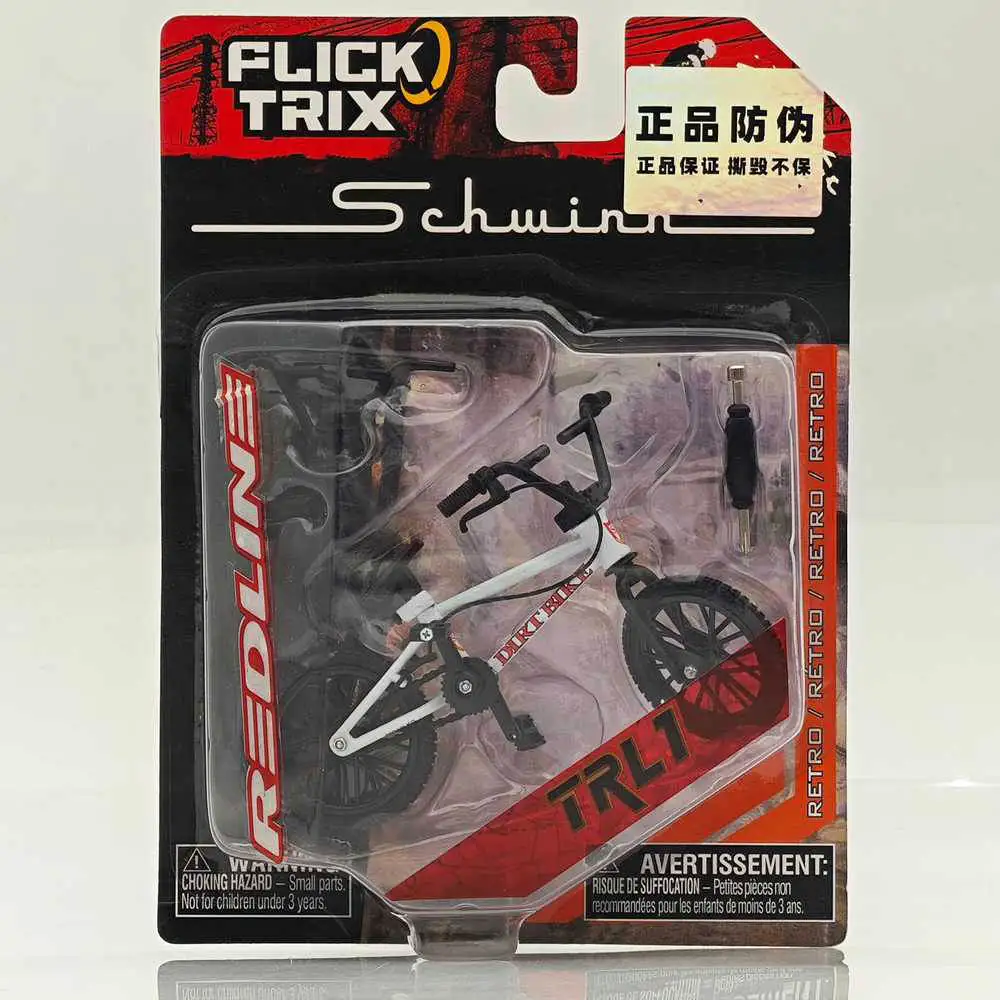 FLICK
TRIX
正品防伪
正品保证 撕毁不保
Schwinn
REDLINE
DIRT BIKE
TRL1
RETRO / RÉTRO / RETRO / RETRO
WARNING
CHOKING HAZARD – Small parts.
Not for children under 3 years.
AVERTISSEMENT:
RISQUE DE SUFFOCATION – Petites pièces non
recommandées pour les enfants de moins de 3 ans.